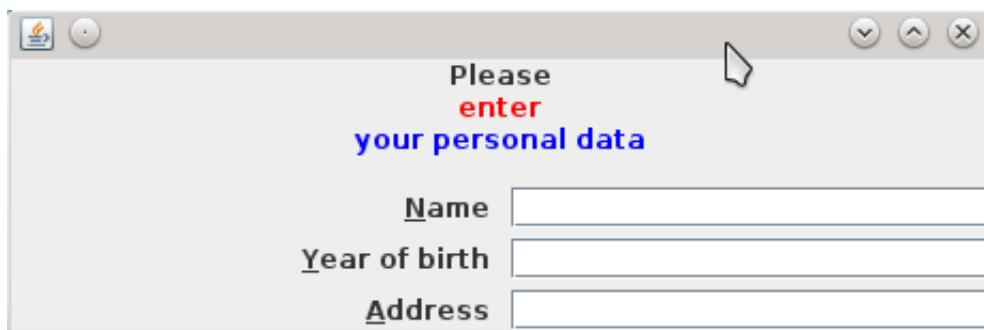 Please
enter
your personal data
Name
Year of birth
Address